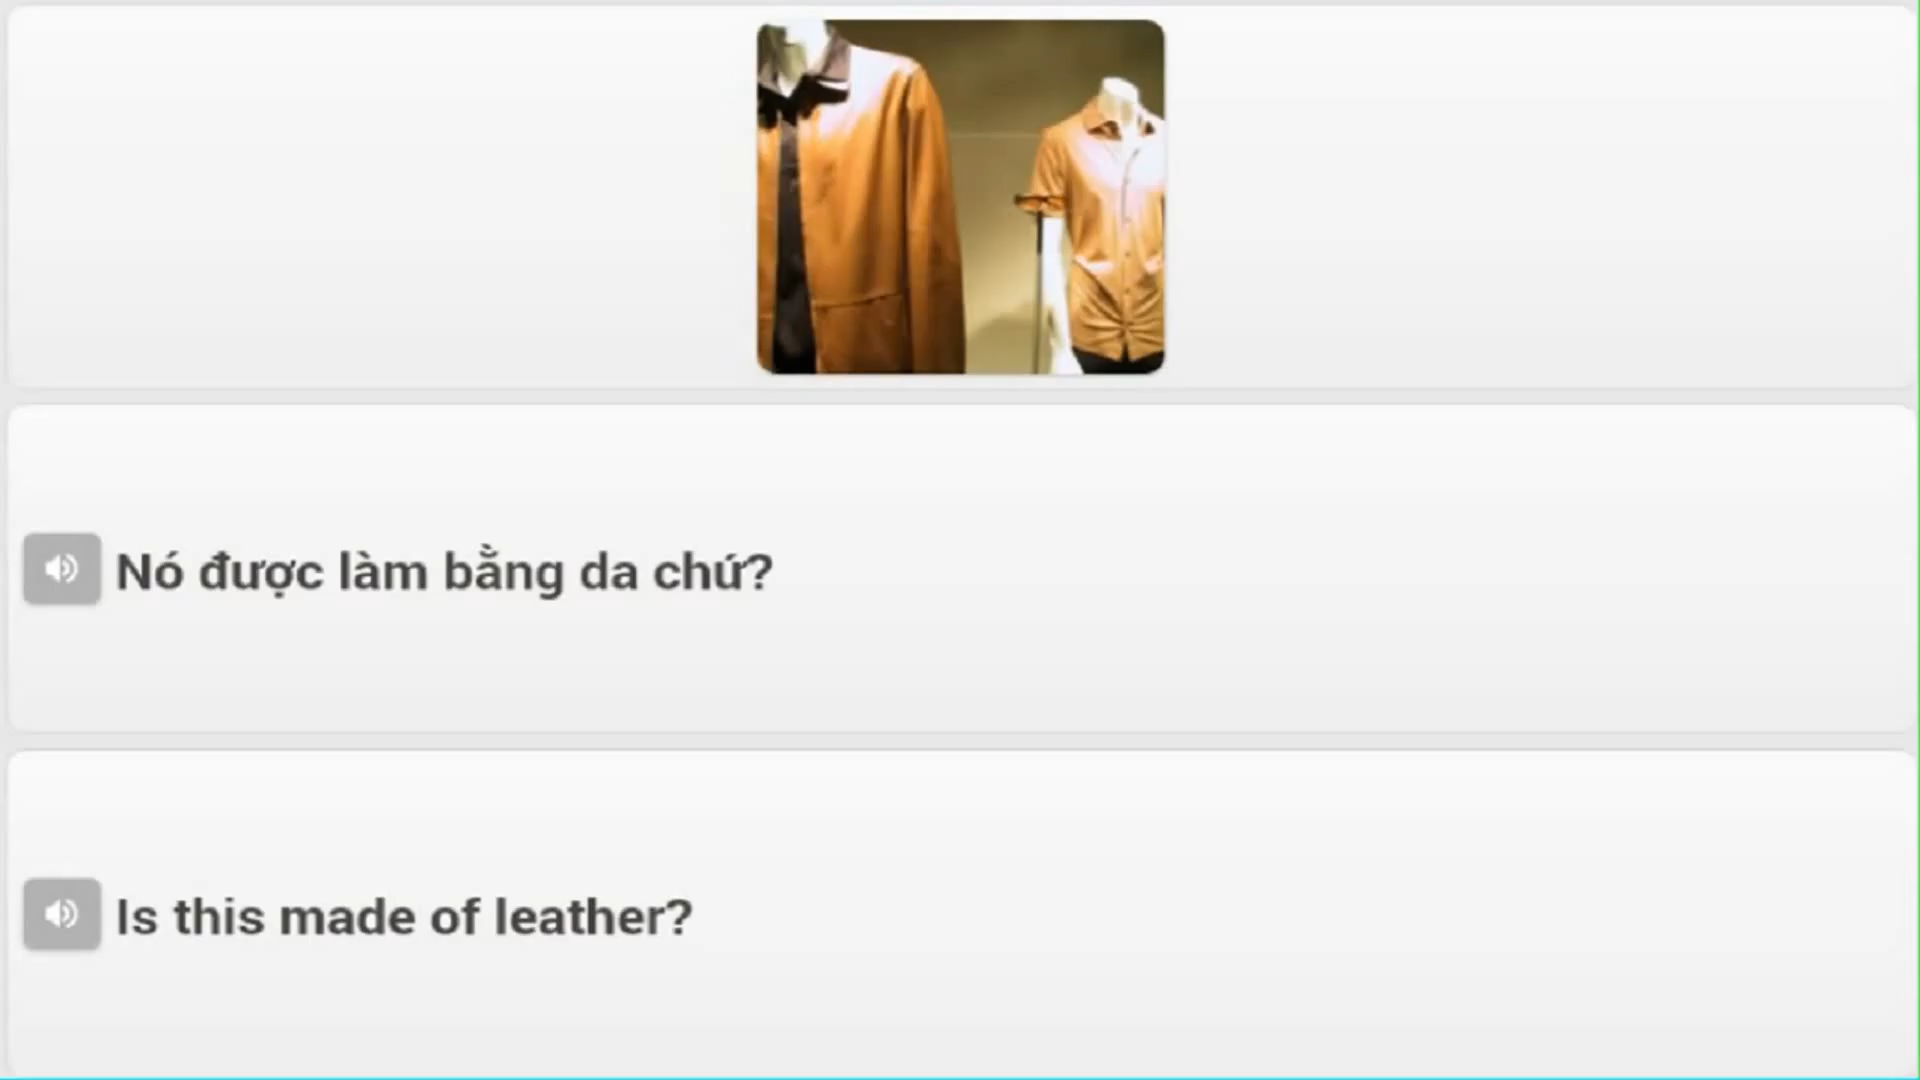 Nó được làm bằng da chứ?
Is this made of leather?